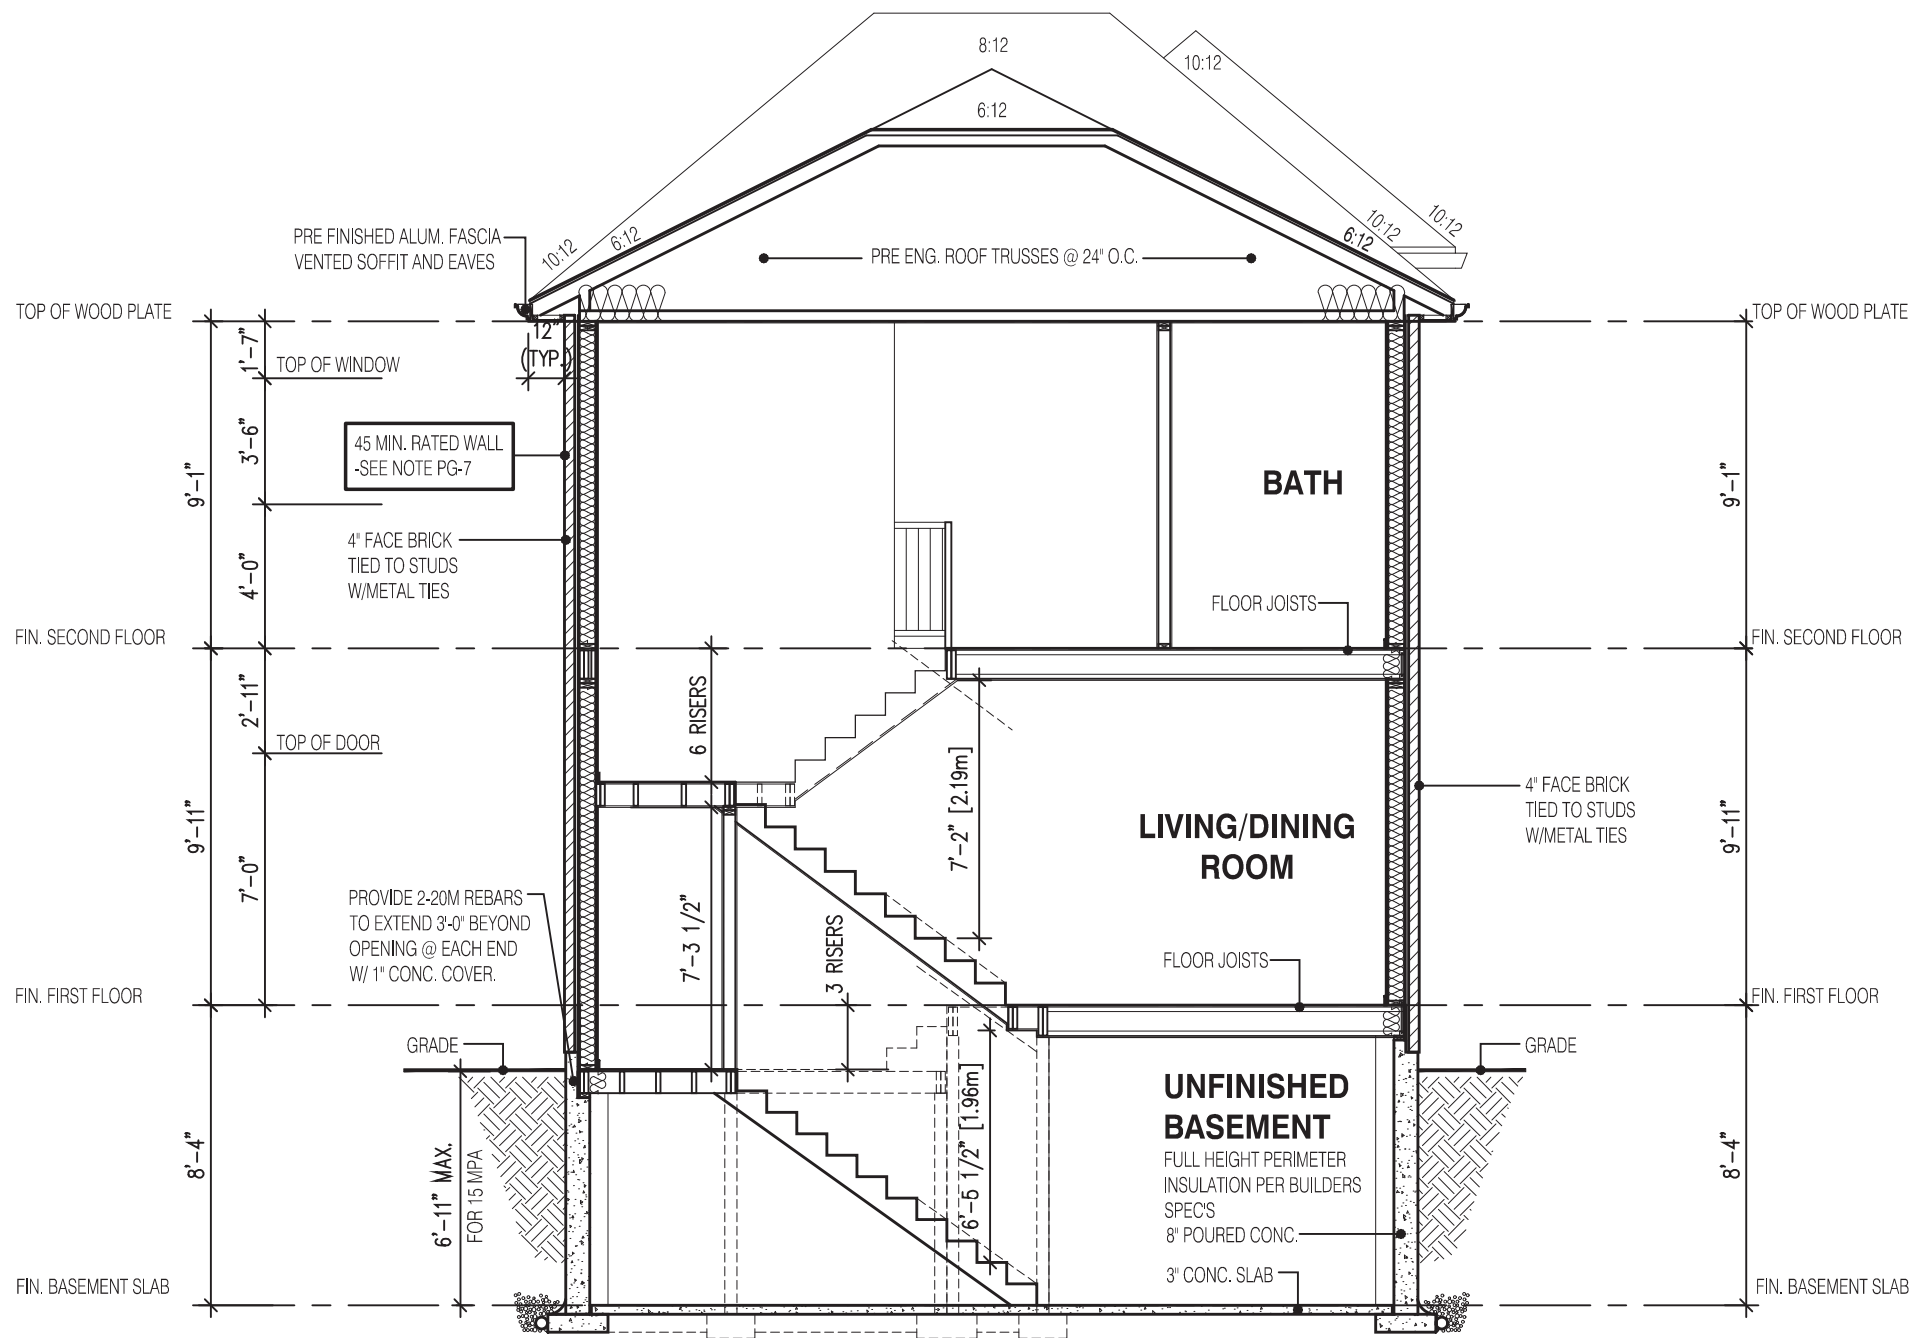 8:12
10:12
6:12
10:12
6:12
10:12
10:12
6:12
PRE FINISHED ALUM. FASCIA
VENTED SOFFIT AND EAVES
PRE ENG. ROOF TRUSSES @ 24" O.C.
TOP OF WOOD PLATE
TOP OF WOOD PLATE
12"
(TYP.)
1'-7"
TOP OF WINDOW
3'-6"
45 MIN. RATED WALL
-SEE NOTE PG-7
9'-1"
9'-1"
BATH
4'-0"
4" FACE BRICK
TIED TO STUDS
W/METAL TIES
FLOOR JOISTS
FIN. SECOND FLOOR
FIN. SECOND FLOOR
2'-11"
6 RISERS
TOP OF DOOR
7'-2" [2.19m]
4" FACE BRICK
TIED TO STUDS
W/METAL TIES
9'-11"
9'-11"
LIVING/DINING
ROOM
7'-0"
PROVIDE 2-20M REBARS
TO EXTEND 3'-0" BEYOND
OPENING @ EACH END
W/ 1" CONC. COVER.
7'-3 1/2"
3 RISERS
FLOOR JOISTS
FIN. FIRST FLOOR
FIN. FIRST FLOOR
GRADE
GRADE
UNFINISHED
BASEMENT
FULL HEIGHT PERIMETER
INSULATION PER BUILDERS
SPEC'S
8" POURED CONC.
3" CONC. SLAB
6'-5 1/2" [1.96m]
8'-4"
8'-4"
6'-11" MAX.
FOR 15 MPA
FIN. BASEMENT SLAB
FIN. BASEMENT SLAB